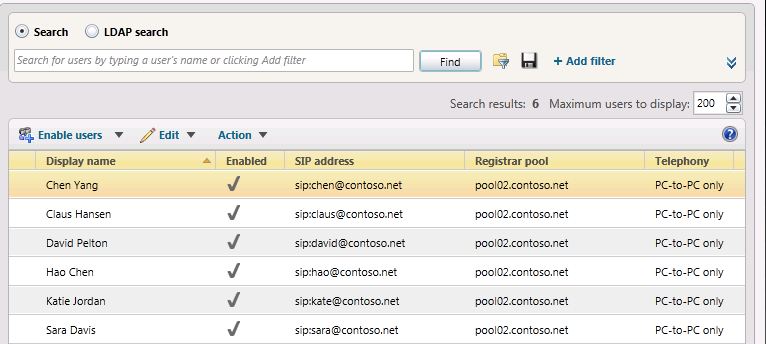 Search LDAP search
Search for users by typing a user's name or clicking Add filter Find + Add filter
Search results: 6 Maximum users to display: 200
Enable users Edit Action ?
Display name Enabled SIP address Registrar pool Telephony
Chen Yang sip:chen@contoso.net pool02.contoso.net PC-to-PC only
Claus Hansen sip:claus@contoso.net pool02.contoso.net PC-to-PC only
David Pelton sip:david@contoso.net pool02.contoso.net PC-to-PC only
Hao Chen sip:hao@contoso.net pool02.contoso.net PC-to-PC only
Katie Jordan sip:kate@contoso.net pool02.contoso.net PC-to-PC only
Sara Davis sip:sara@contoso.net pool02.contoso.net PC-to-PC only